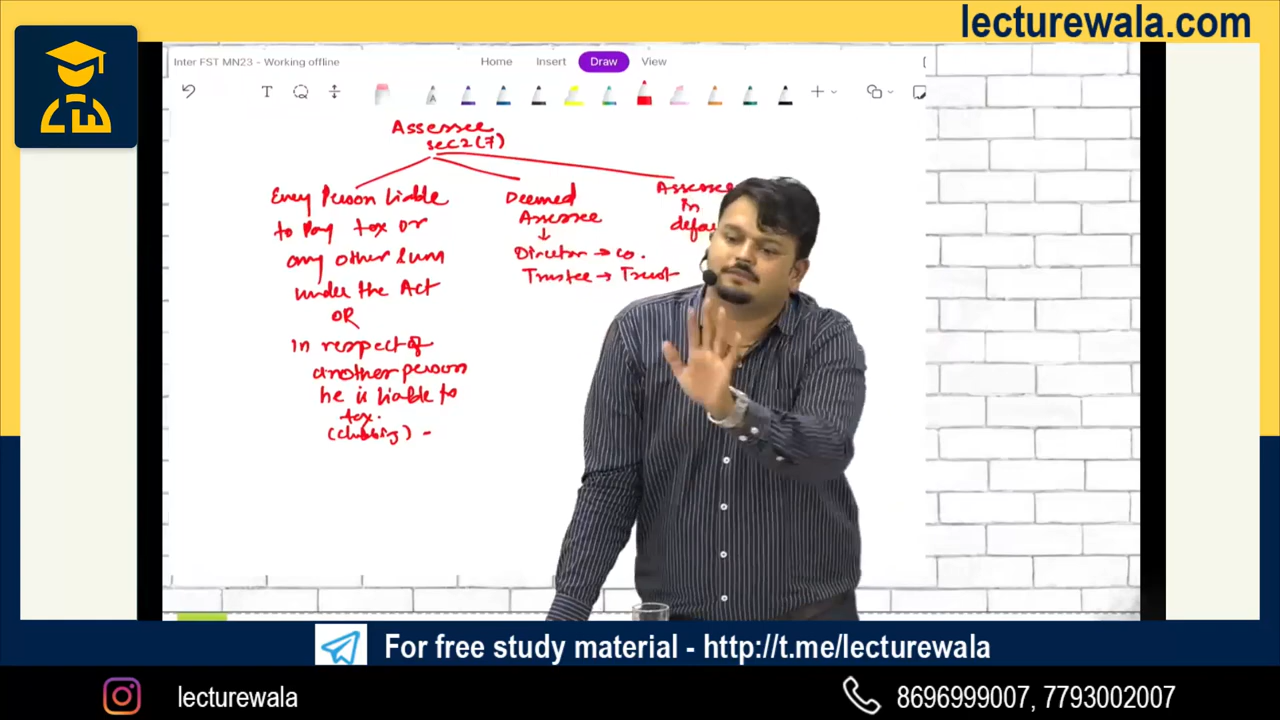 lecturewala.com
Inter FST MN23 - Working offline
Home Insert Draw View
Assessee
sec 2(7)
Every Person Liable
to Pay tax or
any other Sum
under the Act
OR
in respect of
another person
he is liable to
tax.
(clubbing) -
Deemed
Assessee
Director → co.
Trustee → Trust
Assessee
in
For free study material - http://t.me/lecturewala
lecturewala
8696999007, 7793002007